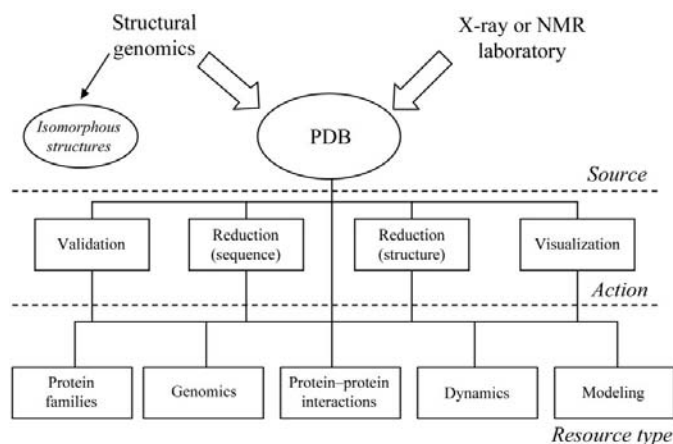 Structural
genomics
X-ray or NMR
laboratory
Isomorphous
structures
PDB
Source
Validation
Reduction
(sequence)
Reduction
(structure)
Visualization
Action
Protein
families
Genomics
Protein–protein
interactions
Dynamics
Modeling
Resource type